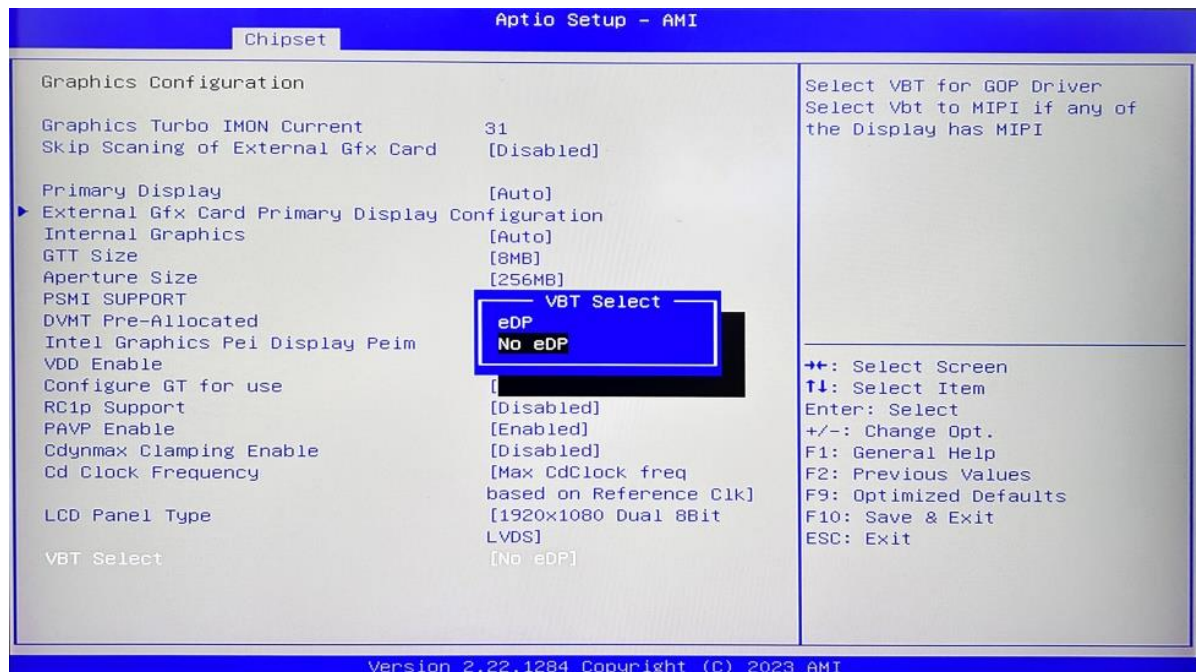 Aptio Setup – AMI
Chipset
Graphics Configuration
Graphics Turbo IMON Current 31
Skip Scaning of External Gfx Card [Disabled]
Primary Display [Auto]
External Gfx Card Primary Display Configuration
Internal Graphics [Auto]
GTT Size [8MB]
Aperture Size [256MB]
PSMI SUPPORT
DVMT Pre-Allocated
Intel Graphics Pei Display Peim
VDD Enable
Configure GT for use [
RC1p Support [Disabled]
PAVP Enable [Enabled]
Cdynmax Clamping Enable [Disabled]
Cd Clock Frequency [Max CdClock freq
based on Reference Clk]
LCD Panel Type [1920x1080 Dual 8Bit
LVDS]
VBT Select [No eDP]
VBT Select
eDP
No eDP
Select VBT for GOP Driver
Select Vbt to MIPI if any of
the Display has MIPI
→←: Select Screen
↑↓: Select Item
Enter: Select
+/-: Change Opt.
F1: General Help
F2: Previous Values
F9: Optimized Defaults
F10: Save & Exit
ESC: Exit
Version 2.22.1284 Copyright (C) 2023 AMI